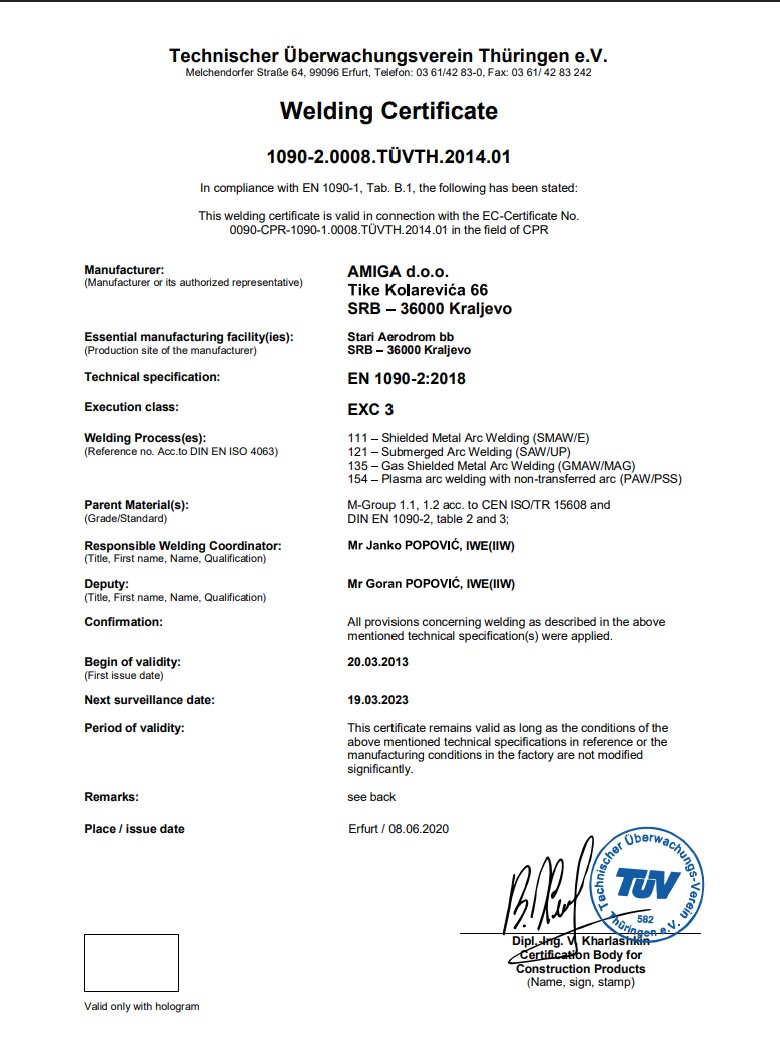 Technischer Überwachungsverein Thüringen e.V.
Melchendorfer Straße 64, 99096 Erfurt, Telefon: 03 61/42 83-0, Fax: 03 61/ 42 83 242
Welding Certificate
1090-2.0008.TÜVTH.2014.01
In compliance with EN 1090-1, Tab. B.1, the following has been stated:
This welding certificate is valid in connection with the EC-Certificate No.
0090-CPR-1090-1.0008.TÜVTH.2014.01 in the field of CPR
Manufacturer:
(Manufacturer or its authorized representative)
AMIGA d.o.o.
Tike Kolarevića 66
SRB – 36000 Kraljevo
Essential manufacturing facility(ies):
(Production site of the manufacturer)
Stari Aerodrom bb
SRB – 36000 Kraljevo
Technical specification:
EN 1090-2:2018
Execution class:
EXC 3
Welding Process(es):
(Reference no. Acc.to DIN EN ISO 4063)
111 – Shielded Metal Arc Welding (SMAW/E)
121 – Submerged Arc Welding (SAW/UP)
135 – Gas Shielded Metal Arc Welding (GMAW/MAG)
154 – Plasma arc welding with non-transferred arc (PAW/PSS)
Parent Material(s):
(Grade/Standard)
M-Group 1.1, 1.2 acc. to CEN ISO/TR 15608 and
DIN EN 1090-2, table 2 and 3;
Responsible Welding Coordinator:
(Title, First name, Name, Qualification)
Mr Janko POPOVIĆ, IWE(IIW)
Deputy:
(Title, First name, Name, Qualification)
Mr Goran POPOVIĆ, IWE(IIW)
Confirmation:
All provisions concerning welding as described in the above
mentioned technical specification(s) were applied.
Begin of validity:
(First issue date)
20.03.2013
Next surveillance date:
19.03.2023
Period of validity:
This certificate remains valid as long as the conditions of the
above mentioned technical specifications in reference or the
manufacturing conditions in the factory are not modified
significantly.
Remarks:
see back
Place / issue date
Erfurt / 08.06.2020
Technischer Überwachungs-Verein
TÜV
582
Thüringen e.V.
Dipl.-Ing. V. Kharlashkin
Certification Body for
Construction Products
(Name, sign, stamp)
Valid only with hologram